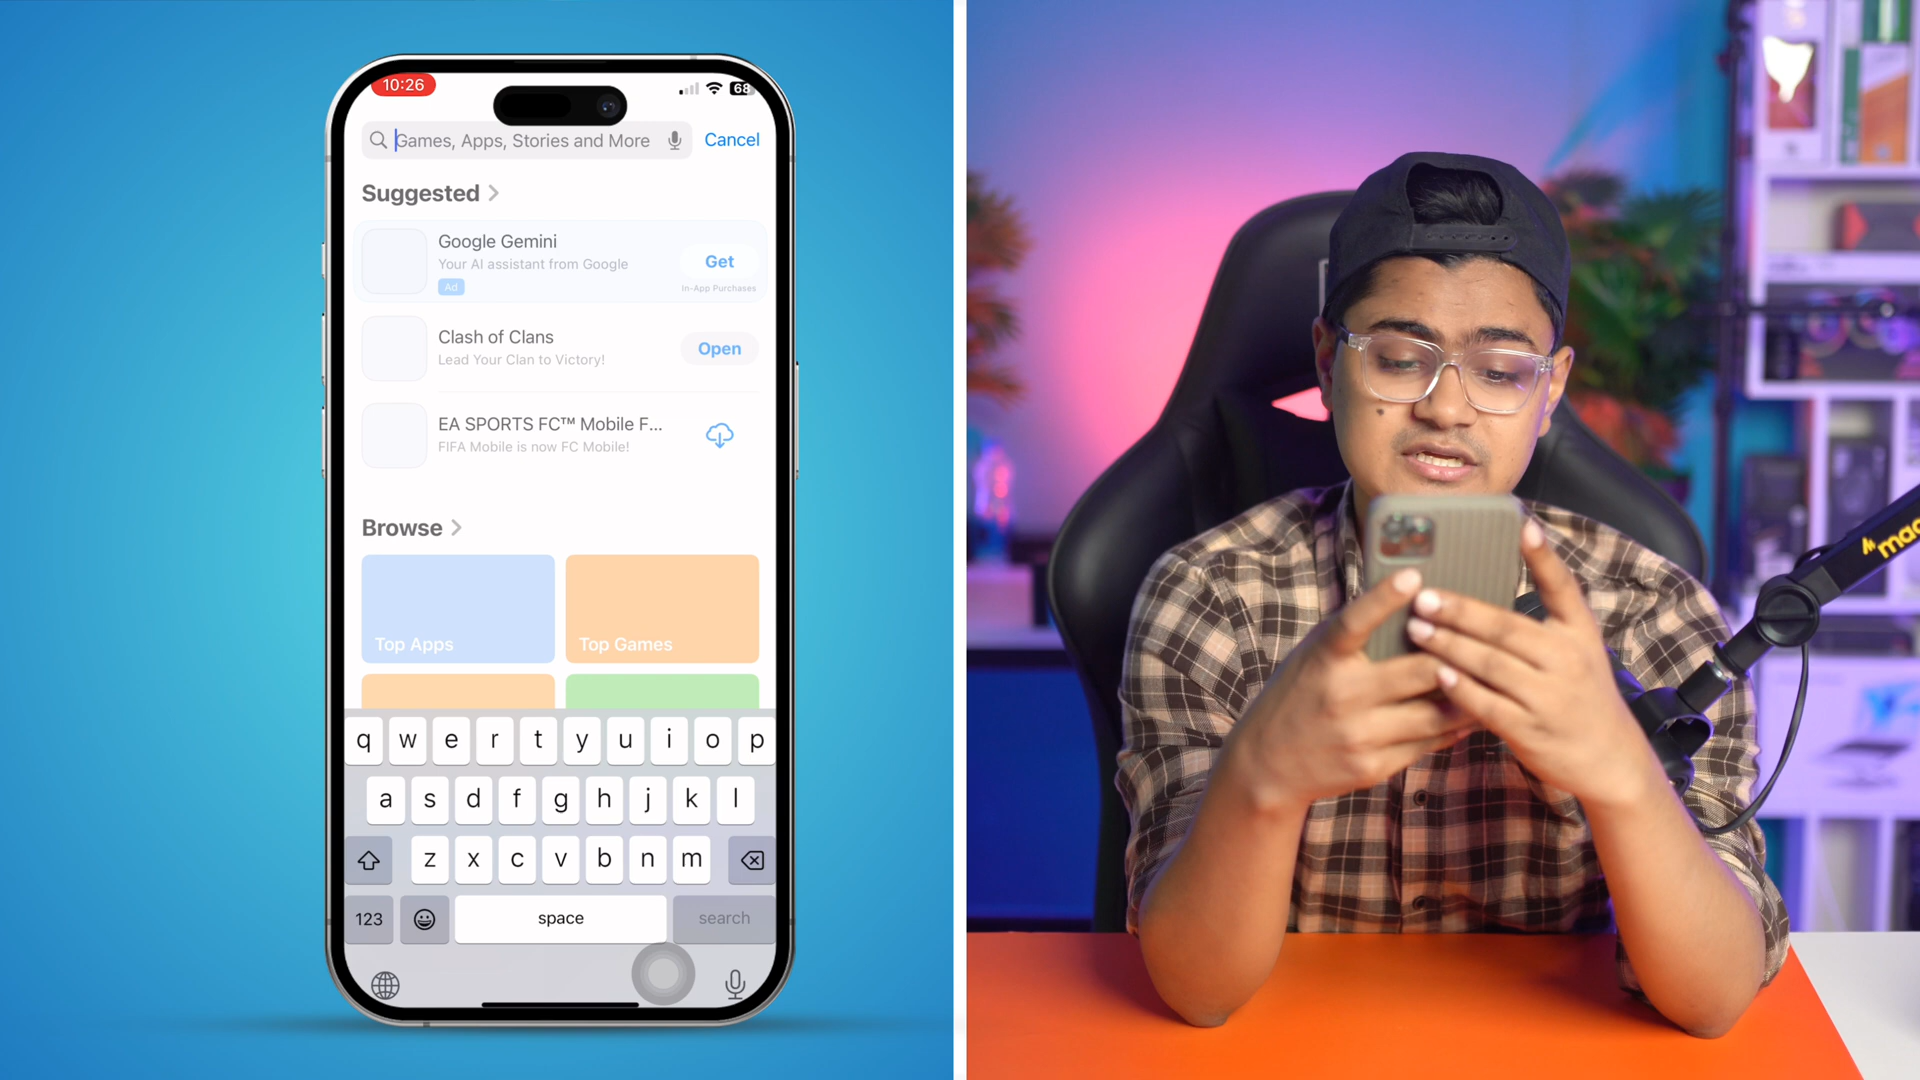 10:26
68
Games, Apps, Stories and More
Cancel
Suggested
Google Gemini
Your AI assistant from Google
Ad
Get
In-App Purchases
Clash of Clans
Lead Your Clan to Victory!
Open
EA SPORTS FC™ Mobile F...
FIFA Mobile is now FC Mobile!
Browse
Top Apps
Top Games
q w e r t y u i o p
a s d f g h j k l
z x c v b n m
123
space
search